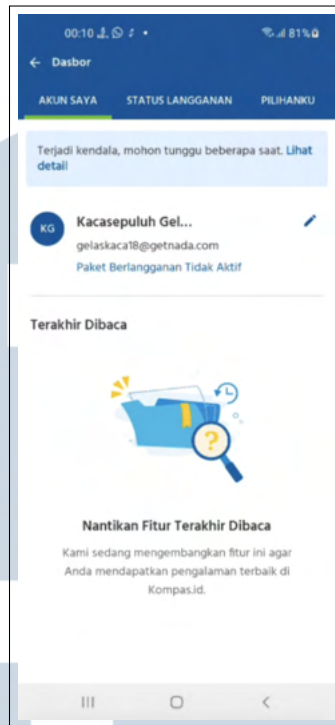 00:10
81%
← Dasbor
AKUN SAYA STATUS LANGGANAN PILIHANKU
Terjadi kendala, mohon tunggu beberapa saat. Lihat
detail
KG
Kacasepuluh Gel...
gelaskaca18@getnada.com
Paket Berlangganan Tidak Aktif
Terakhir Dibaca
?
Nantikan Fitur Terakhir Dibaca
Kami sedang mengembangkan fitur ini agar
Anda mendapatkan pengalaman terbaik di
Kompas.id.